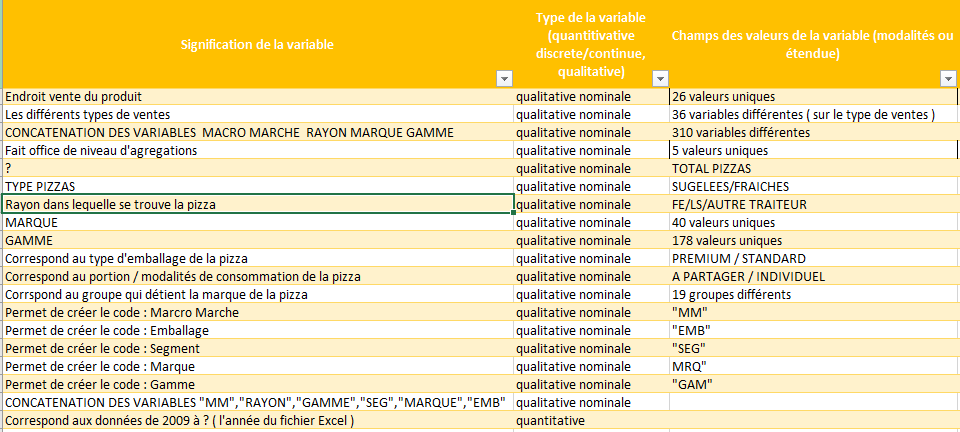 Signification de la variable
Type de la variable
(quantitivative
discrete/continue,
qualitative)
Champs des valeurs de la variable (modalités ou
étendue)
Endroit vente du produit qualitative nominale 26 valeurs uniques
Les différents types de ventes qualitative nominale 36 variables différentes ( sur le type de ventes )
CONCATENATION DES VARIABLES MACRO MARCHE RAYON MARQUE GAMME qualitative nominale 310 variables différentes
Fait office de niveau d'agregations qualitative nominale 5 valeurs uniques
? qualitative nominale TOTAL PIZZAS
TYPE PIZZAS qualitative nominale SUGELEES/FRAICHES
Rayon dans lequelle se trouve la pizza qualitative nominale FE/LS/AUTRE TRAITEUR
MARQUE qualitative nominale 40 valeurs uniques
GAMME qualitative nominale 178 valeurs uniques
Correspond au type d'emballage de la pizza qualitative nominale PREMIUM / STANDARD
Correspond au portion / modalités de consommation de la pizza qualitative nominale A PARTAGER / INDIVIDUEL
Corrspond au groupe qui détient la marque de la pizza qualitative nominale 19 groupes différents
Permet de créer le code : Marcro Marche qualitative nominale "MM"
Permet de créer le code : Emballage qualitative nominale "EMB"
Permet de créer le code : Segment qualitative nominale "SEG"
Permet de créer le code : Marque qualitative nominale MRQ"
Permet de créer le code : Gamme qualitative nominale "GAM"
CONCATENATION DES VARIABLES "MM","RAYON","GAMME","SEG","MARQUE","EMB" qualitative nominale
Correspond aux données de 2009 à ? ( l'année du fichier Excel ) quantitative